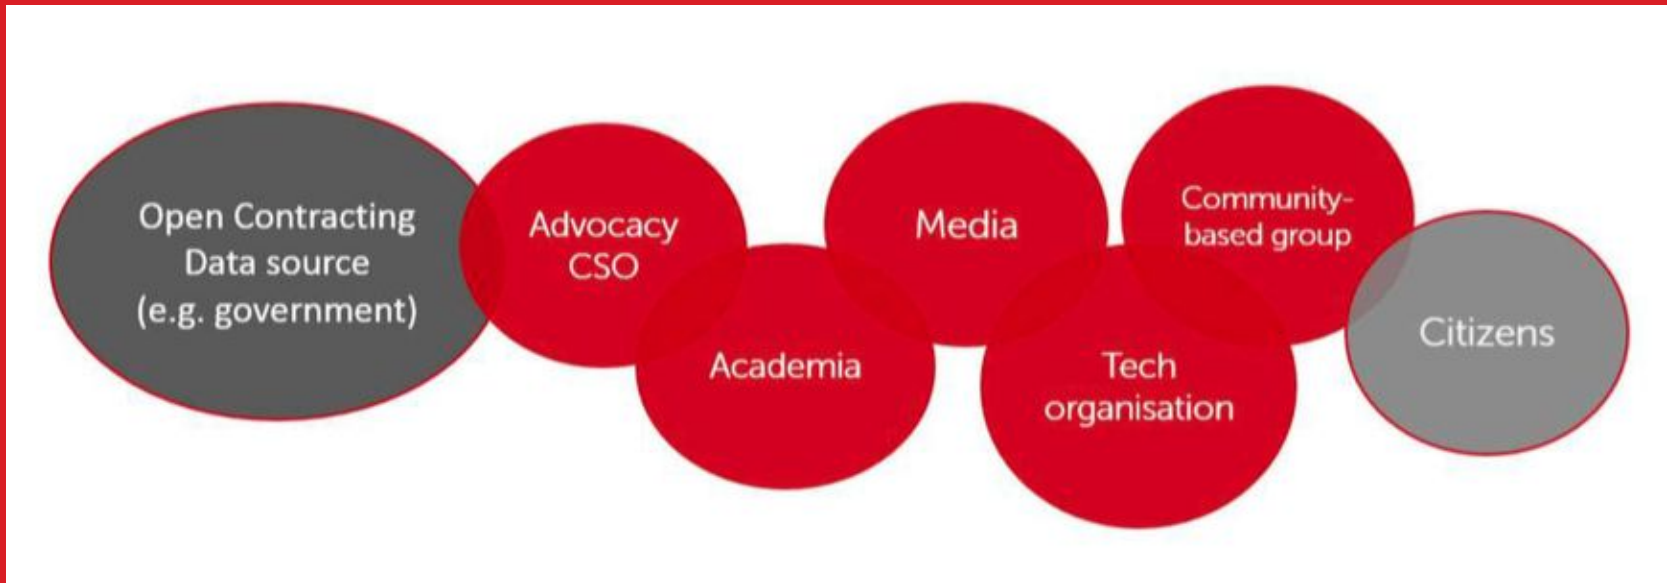 Open Contracting
Data source
(e.g. government)
Advocacy
CSO
Academia
Media
Tech
organisation
Community-
based group
Citizens